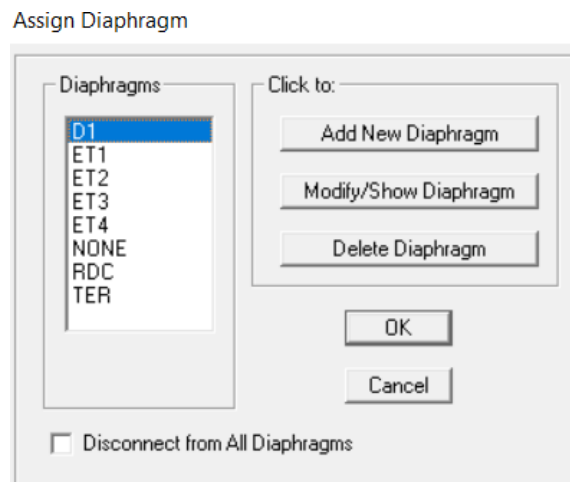 Assign Diaphragm
Diaphragms
D1
ET1
ET2
ET3
ET4
NONE
RDC
TER
Click to:
Add New Diaphragm
Modify/Show Diaphragm
Delete Diaphragm
OK
Cancel
Disconnect from All Diaphragms